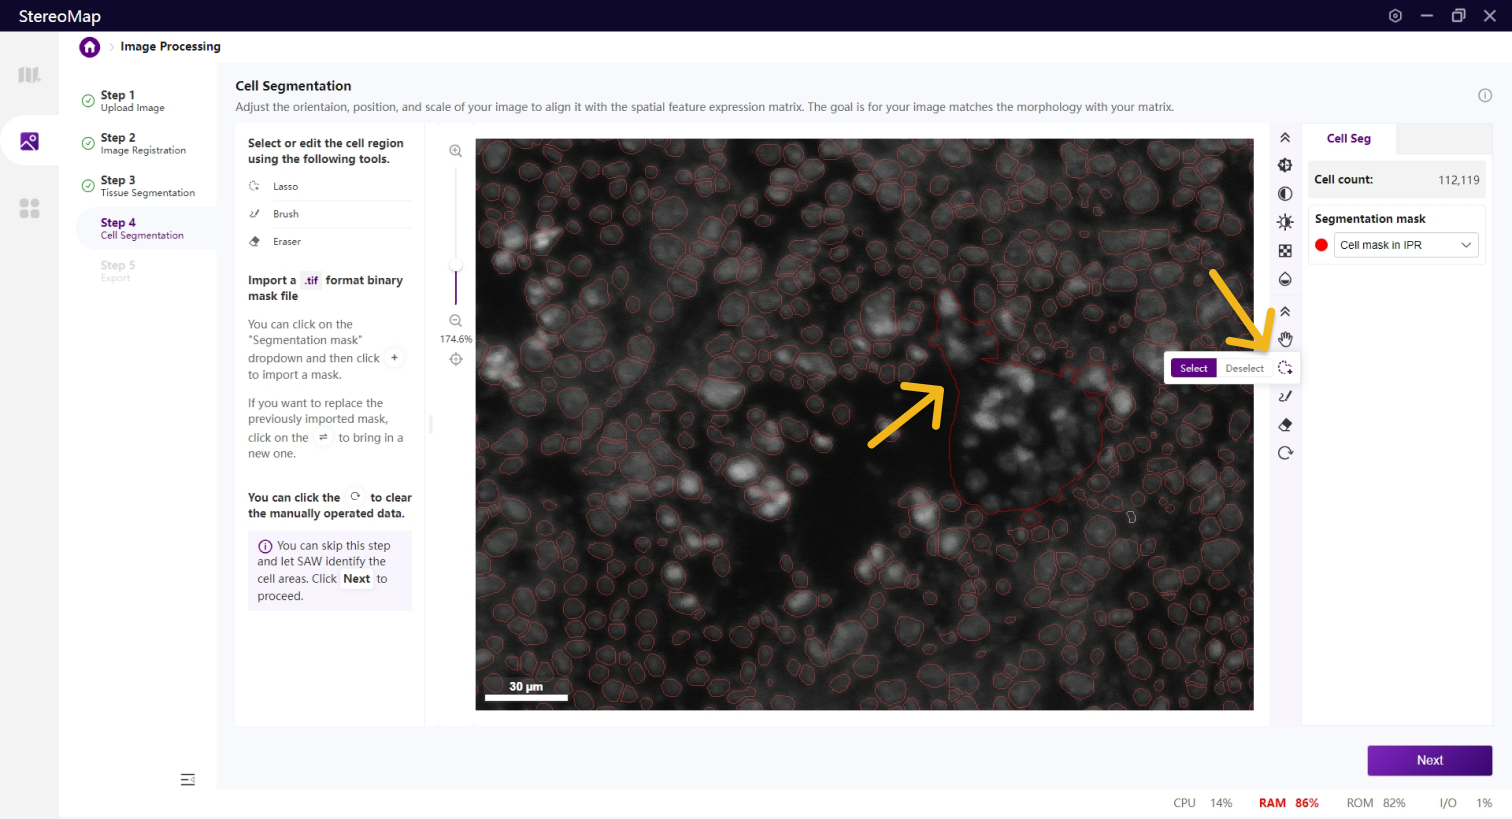 StereoMap
Image Processing
Step 1
Upload Image
Step 2
Image Registration
Step 3
Tissue Segmentation
Step 4
Cell Segmentation
Step 5
Export
Cell Segmentation
Adjust the orientaion, position, and scale of your image to align it with the spatial feature expression matrix. The goal is for your image matches the morphology with your matrix.
Select or edit the cell region
using the following tools.
Lasso
Brush
Eraser
Import a .tif format binary
mask file
You can click on the
"Segmentation mask"
dropdown and then click +
to import a mask.
If you want to replace the
previously imported mask,
click on the ⇌ to bring in a
new one.
You can click the ⟳ to clear
the manually operated data.
You can skip this step
and let SAW identify the
cell areas. Click Next to
proceed.
174.6%
30 μm
Select Deselect
Cell Seg
Cell count: 112,119
Segmentation mask
Cell mask in IPR
Next
CPU 14% RAM 86% ROM 82% I/O 1%